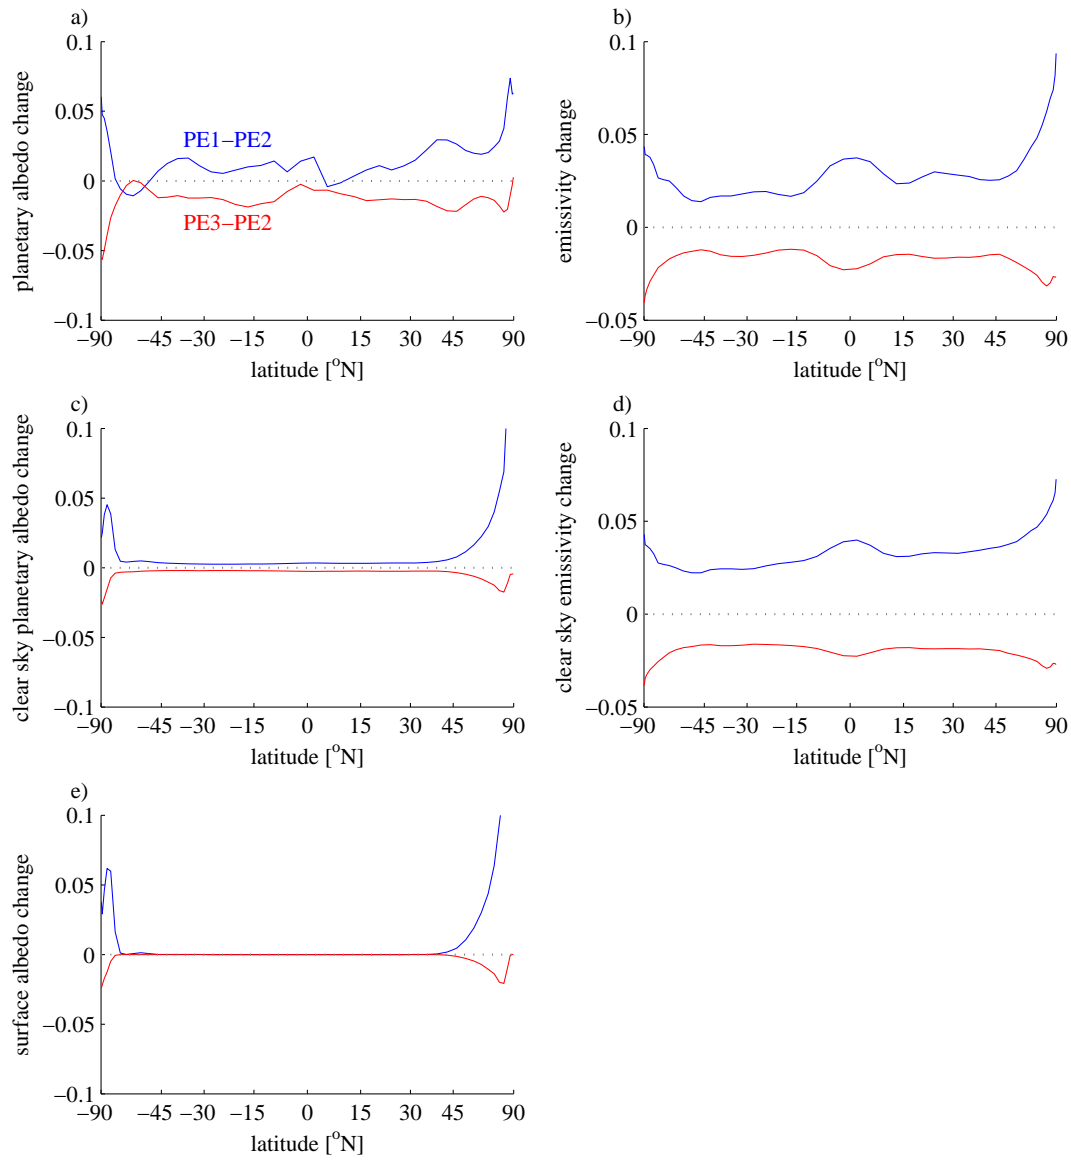 a)
planetary albedo change
0.1
0.05
0
−0.05
−0.1
PE1−PE2
PE3−PE2
−90 −45 −30 −15 0 15 30 45 90
latitude [oN]
b)
emissivity change
0.1
0.05
0
−0.05
−90 −45 −30 −15 0 15 30 45 90
latitude [oN]
c)
clear sky planetary albedo change
0.1
0.05
0
−0.05
−0.1
−90 −45 −30 −15 0 15 30 45 90
latitude [oN]
d)
clear sky emissivity change
0.1
0.05
0
−0.05
−90 −45 −30 −15 0 15 30 45 90
latitude [oN]
e)
surface albedo change
0.1
0.05
0
−0.05
−0.1
−90 −45 −30 −15 0 15 30 45 90
latitude [oN]